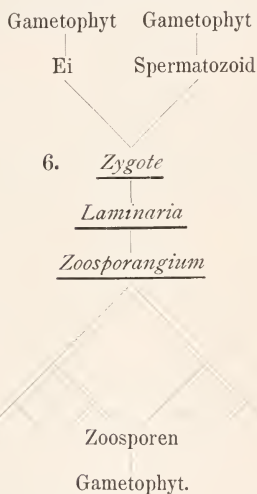 Gametophyt Gametophyt
Ei Spermatozoid
6. Zygote
Laminaria
Zoosporangium
Zoosporen
Gametophyt.